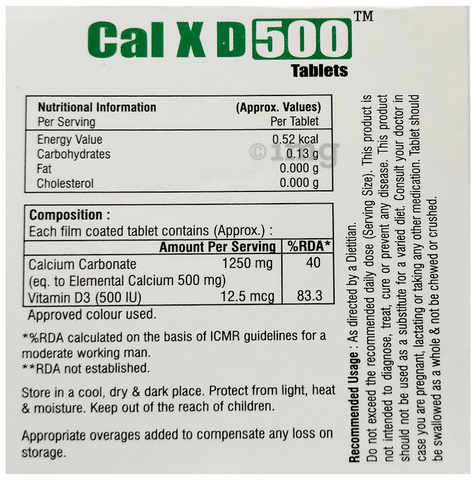 Cal X D 500™
Tablets
Nutritional Information (Approx. Values)
Per Serving Per Tablet
Energy Value 0.52 kcal
Carbohydrates 0.13 g
Fat 0.000 g
Cholesterol 0.000 g
Composition :
Each film coated tablet contains (Approx.) :
Amount Per Serving %RDA*
Calcium Carbonate 1250 mg 40
(eq. to Elemental Calcium 500 mg)
Vitamin D3 (500 IU) 12.5 mcg 83.3
Approved colour used.
*%RDA calculated on the basis of ICMR guidelines for a
moderate working man.
**RDA not established.
Store in a cool, dry & dark place. Protect from light, heat
& moisture. Keep out of the reach of children.
Appropriate overages added to compensate any loss on
storage.
Recommended Usage : As directed by a Dietitian.
Do not exceed the recommended daily dose (Serving Size). This product is
not intended to diagnose, treat, cure or prevent any disease. This product
should not be used as a substitute for a varied diet. Consult your doctor in
case you are pregnant, lactating or taking any other medication. Tablet should
be swallowed as a whole & not be chewed or crushed.